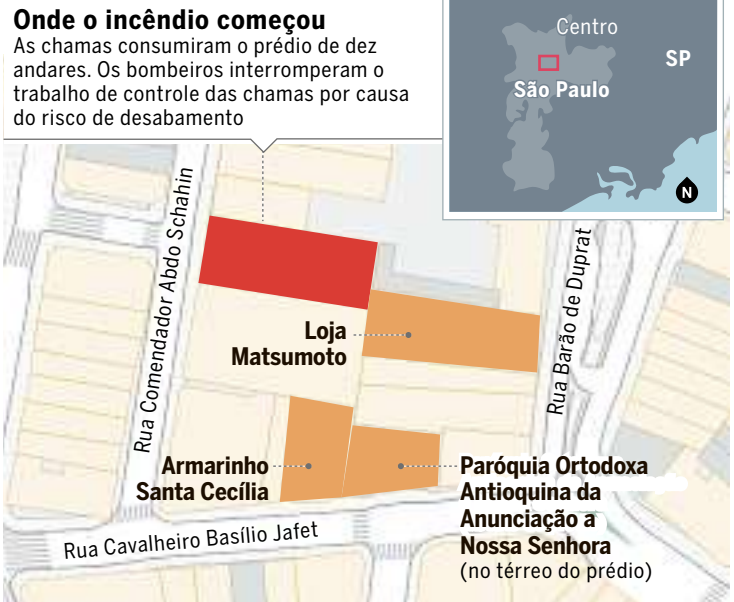 Onde o incêndio começou
As chamas consumiram o prédio de dez
andares. Os bombeiros interromperam o
trabalho de controle das chamas por causa
do risco de desabamento
Centro
SP
São Paulo
N
Rua Comendador Abdo Schahin
Rua Barão de Duprat
Loja
Matsumoto
Armarinho
Santa Cecília
Paróquia Ortodoxa
Antioquina da
Anunciação a
Nossa Senhora
(no térreo do prédio)
Rua Cavalheiro Basílio Jafet